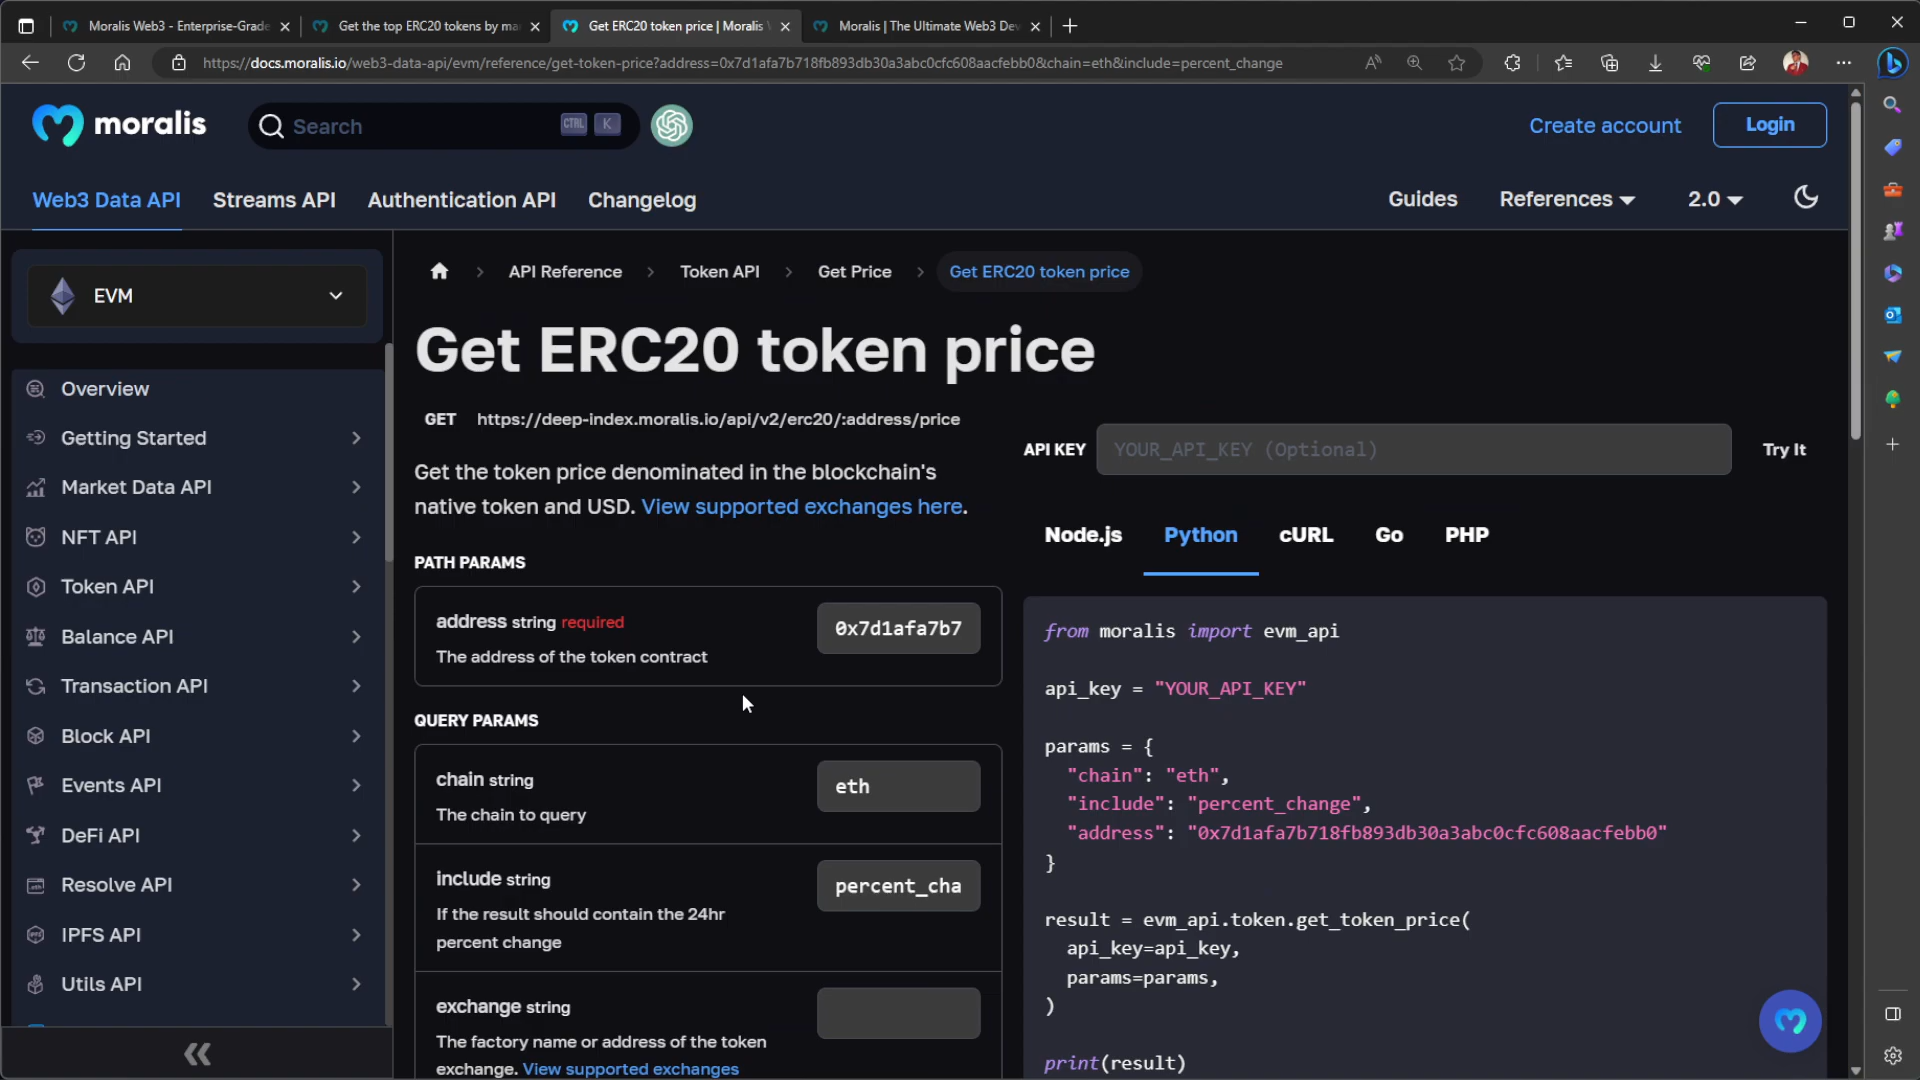 Moralis Web3 - Enterprise-Grade
Get the top ERC20 tokens by ma
Get ERC20 token price | Moralis
Moralis | The Ultimate Web3 Dev
https://docs.moralis.io/web3-data-api/evm/reference/get-token-price?address=0x7d1afa7b718fb893db30a3abc0cfc608aacfebb0&chain=eth&include=percent_change
moralis
Search
CTRL K
Create account
Login
Web3 Data API
Streams API
Authentication API
Changelog
Guides
References
2.0
EVM
Overview
Getting Started
Market Data API
NFT API
Token API
Balance API
Transaction API
Block API
Events API
DeFi API
Resolve API
IPFS API
Utils API
API Reference > Token API > Get Price > Get ERC20 token price
Get ERC20 token price
GET https://deep-index.moralis.io/api/v2/erc20/:address/price
Get the token price denominated in the blockchain's
native token and USD. View supported exchanges here.
PATH PARAMS
address string required
The address of the token contract
0x7d1afa7b7
QUERY PARAMS
chain string
The chain to query
eth
include string
If the result should contain the 24hr
percent change
percent_cha
exchange string
The factory name or address of the token
exchange. View supported exchanges
API KEY
YOUR_API_KEY (Optional)
Try It
Node.js
Python
cURL
Go
PHP
from moralis import evm_api
api_key = "YOUR_API_KEY"
params = {
"chain": "eth",
"include": "percent_change",
"address": "0x7d1afa7b718fb893db30a3abc0cfc608aacfebb0"
}
result = evm_api.token.get_token_price(
api_key=api_key,
params=params,
)
print(result)